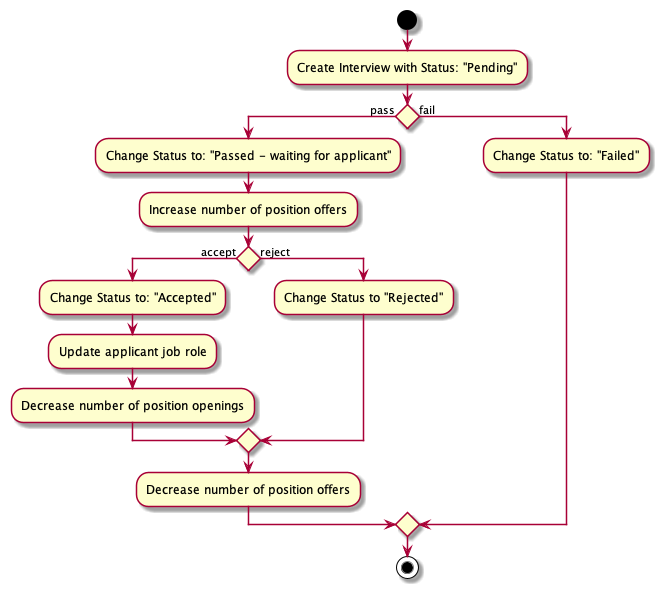 Create Interview with Status: "Pending"
pass
fail
Change Status to: "Passed - waiting for applicant"
Change Status to: "Failed"
Increase number of position offers
accept
reject
Change Status to: "Accepted"
Change Status to "Rejected"
Update applicant job role
Decrease number of position openings
Decrease number of position offers